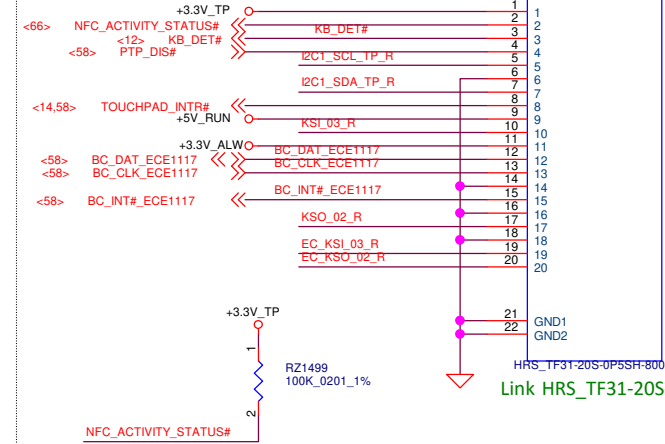 +3.3V_TP 1 1
<66> NFC_ACTIVITY_STATUS# 2 2
<12> KB_DET# KB_DET# 3 3
<58> PTP_DIS# 4 4
I2C1_SCL_TP_R 5 5
6 6
I2C1_SDA_TP_R 7 7
<14,58> TOUCHPAD_INTR# 8 8
+5V_RUN 9 9
KSI_03_R 10 10
+3.3V_ALW 11 11
<58> BC_DAT_ECE1117 BC_DAT_ECE1117 12 12
<58> BC_CLK_ECE1117 BC_CLK_ECE1117 13 13
14 14
<58> BC_INT#_ECE1117 BC_INT#_ECE1117 15 15
16 16
KSO_02_R 17 17
18 18
EC_KSI_03_R 19 19
EC_KSO_02_R 20 20
21 GND1
22 GND2
+3.3V_TP
1
RZ1499
100K_0201_1%
2
NFC_ACTIVITY_STATUS#
HRS_TF31-20S-0P5SH-800
Link HRS_TF31-20S